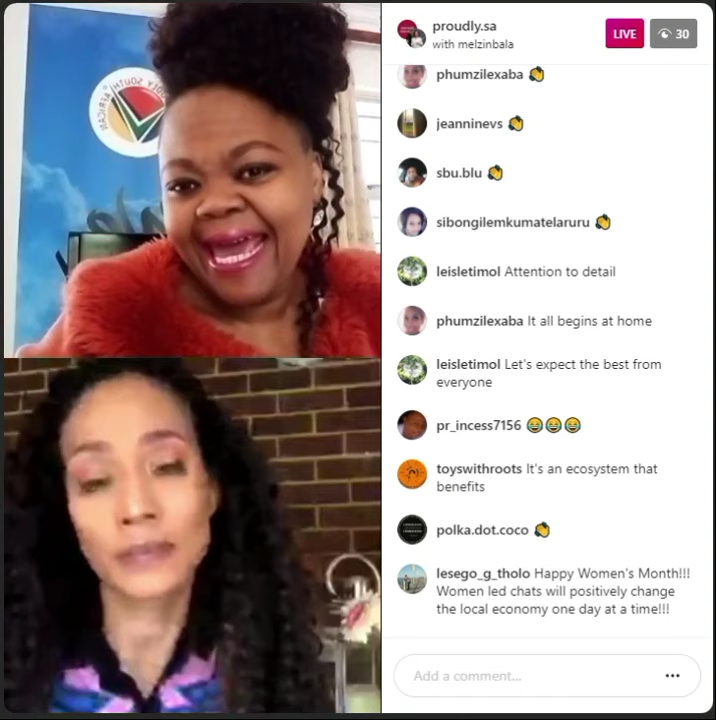 proudly.sa
with melzinbala
LIVE
30
phumzilexaba 👏
jeanninevs 👏
sbu.blu 👏
sibongilemkumatelaruru 👏
leisletimol Attention to detail
phumzilexaba It all begins at home
leisletimol Let's expect the best from
everyone
pr_incess7156 😂😂😂
toyswithroots It's an ecosystem that
benefits
polka.dot.coco 👏
lesego_g_tholo Happy Women's Month!!!
Women led chats will positively change
the local economy one day at a time!!!
Add a comment...
PROUDLY SOUTH AFRICAN